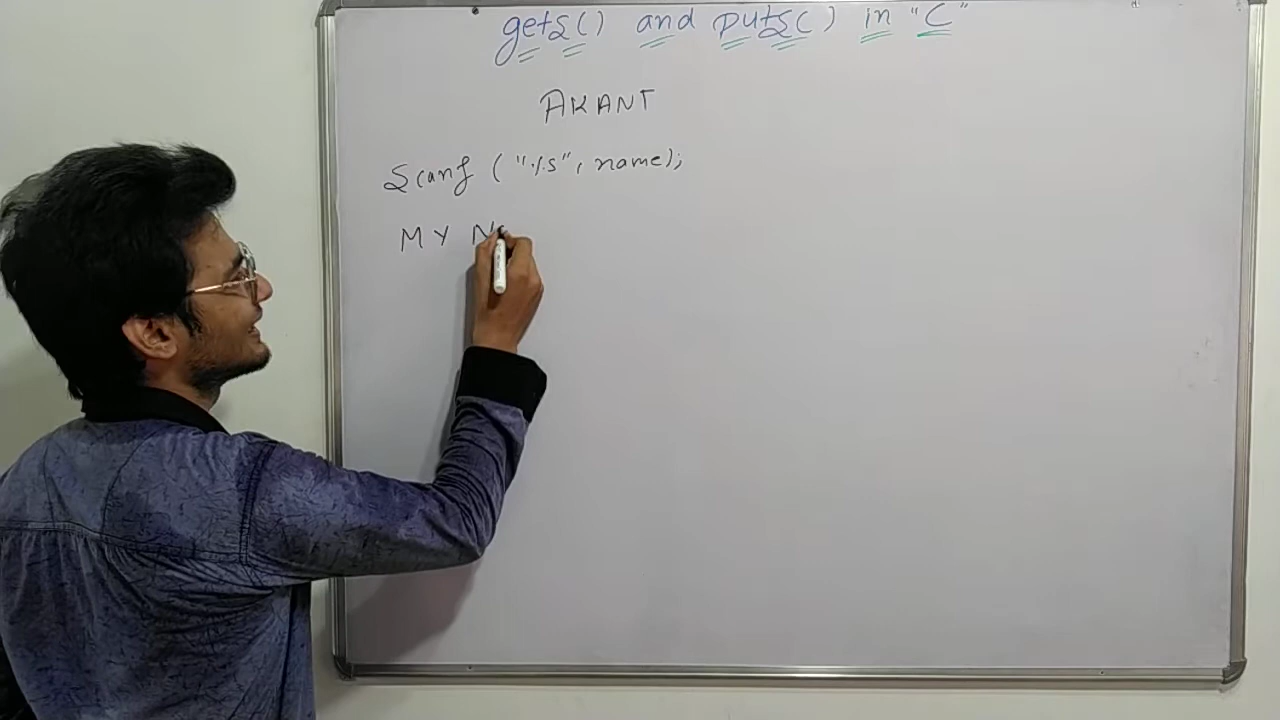 gets() and puts() in "C"
AKANT
Scanf ("%s", name);
MY